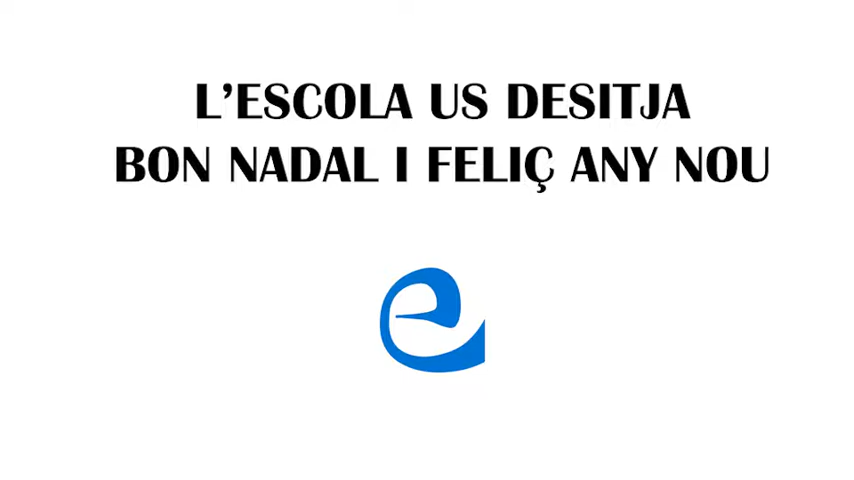 L’ESCOLA US DESITJA
BON NADAL I FELIÇ ANY NOU
e